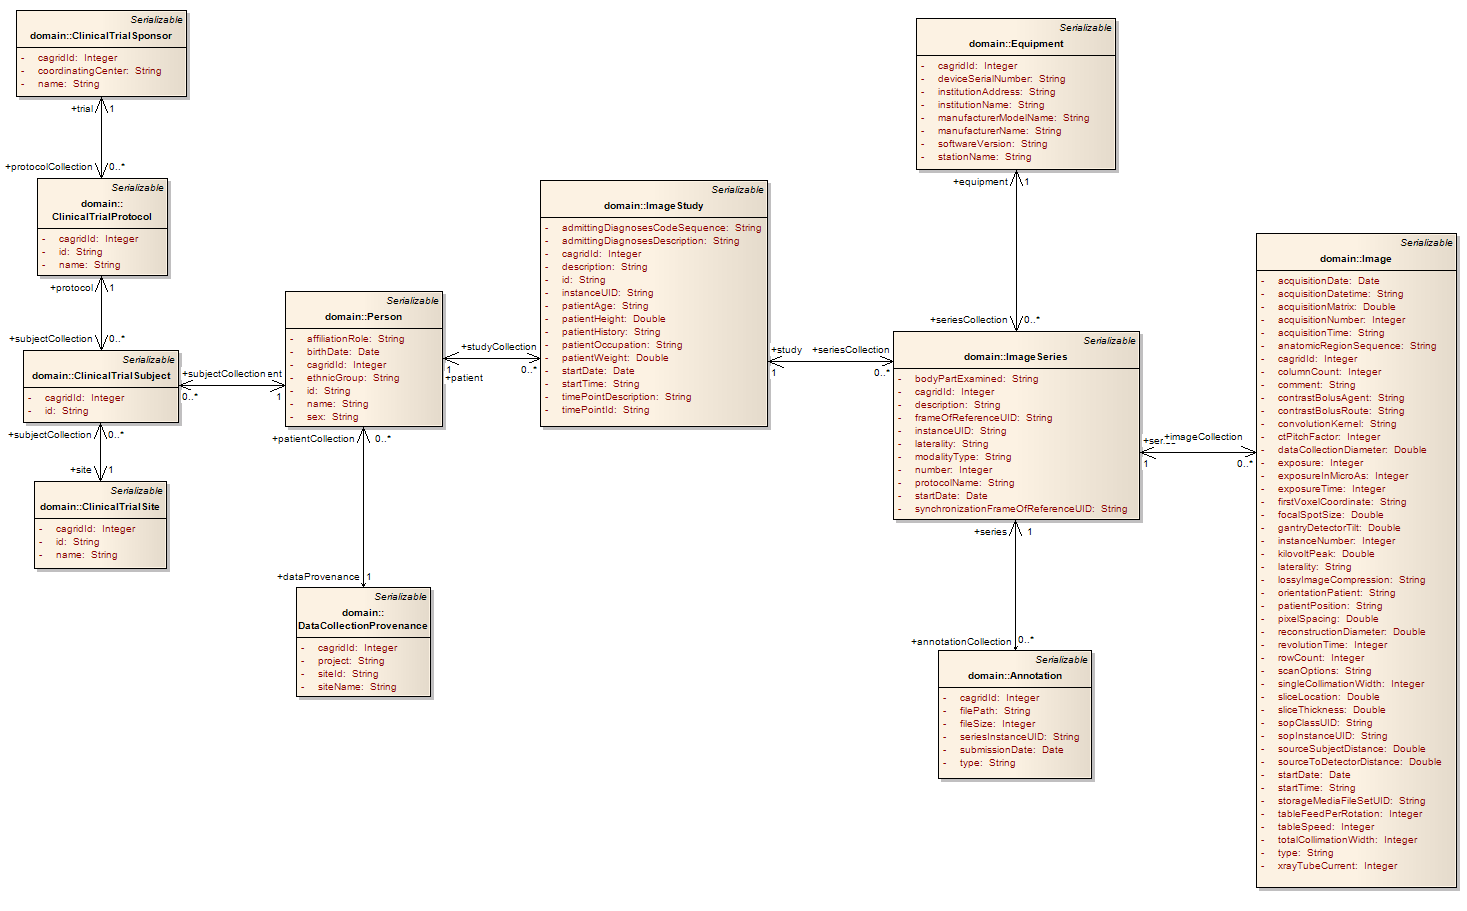 Serializable
domain::ClinicalTrialSponsor
- cagridId: Integer
- coordinatingCenter: String
- name: String
+trial
1
+protocolCollection
0..*
Serializable
domain::
ClinicalTrialProtocol
- cagridId: Integer
- id: String
- name: String
+protocol
1
+subjectCollection
0..*
Serializable
domain::ClinicalTrialSubject
- cagridId: Integer
- id: String
+subjectCollection
0..*
+site
1
Serializable
domain::ClinicalTrialSite
- cagridId: Integer
- id: String
- name: String
+subjectCollection ent
0..*
1
Serializable
domain::Person
- affiliationRole: String
- birthDate: Date
- cagridId: Integer
- ethnicGroup: String
- id: String
- name: String
- sex: String
+patientCollection
0..*
+dataProvenance
1
Serializable
domain::
DataCollectionProvenance
- cagridId: Integer
- project: String
- siteId: String
- siteName: String
+studyCollection
1
+patient
0..*
Serializable
domain::ImageStudy
- admittingDiagnosesCodeSequence: String
- admittingDiagnosesDescription: String
- cagridId: Integer
- description: String
- id: String
- instanceUID: String
- patientAge: String
- patientHeight: Double
- patientHistory: String
- patientOccupation: String
- patientWeight: Double
- startDate: Date
- startTime: String
- timePointDescription: String
- timePointId: String
+study
1
+seriesCollection
0..*
Serializable
domain::Equipment
- cagridId: Integer
- deviceSerialNumber: String
- institutionAddress: String
- institutionName: String
- manufacturerModelName: String
- manufacturerName: String
- softwareVersion: String
- stationName: String
+equipment
1
+seriesCollection
0..*
Serializable
domain::ImageSeries
- bodyPartExamined: String
- cagridId: Integer
- description: String
- frameOfReferenceUID: String
- instanceUID: String
- laterality: String
- modalityType: String
- number: Integer
- protocolName: String
- startDate: Date
- synchronizationFrameOfReferenceUID: String
+series
1
+annotationCollection
0..*
Serializable
domain::Annotation
- cagridId: Integer
- filePath: String
- fileSize: Integer
- seriesInstanceUID: String
- submissionDate: Date
- type: String
+imageCollection
1
0..*
Serializable
domain::Image
- acquisitionDate: Date
- acquisitionDatetime: String
- acquisitionMatrix: Double
- acquisitionNumber: Integer
- acquisitionTime: String
- anatomicRegionSequence: String
- cagridId: Integer
- columnCount: Integer
- comment: String
- contrastBolusAgent: String
- contrastBolusRoute: String
- convolutionKernel: String
- ctPitchFactor: Integer
- dataCollectionDiameter: Double
- exposure: Integer
- exposureInMicroAs: Integer
- exposureTime: Integer
- firstVoxelCoordinate: String
- focalSpotSize: Double
- gantryDetectorTilt: Double
- instanceNumber: Integer
- kilovoltPeak: Double
- laterality: String
- lossyImageCompression: String
- orientationPatient: String
- patientPosition: String
- pixelSpacing: Double
- reconstructionDiameter: Double
- revolutionTime: Integer
- rowCount: Integer
- scanOptions: String
- singleCollimationWidth: Integer
- sliceLocation: Double
- sliceThickness: Double
- sopClassUID: String
- sopInstanceUID: String
- sourceSubjectDistance: Double
- sourceToDetectorDistance: Double
- startDate: Date
- startTime: String
- storageMediaFileSetUID: String
- tableFeedPerRotation: Integer
- tableSpeed: Integer
- totalCollimationWidth: Integer
- type: String
- xrayTubeCurrent: Integer